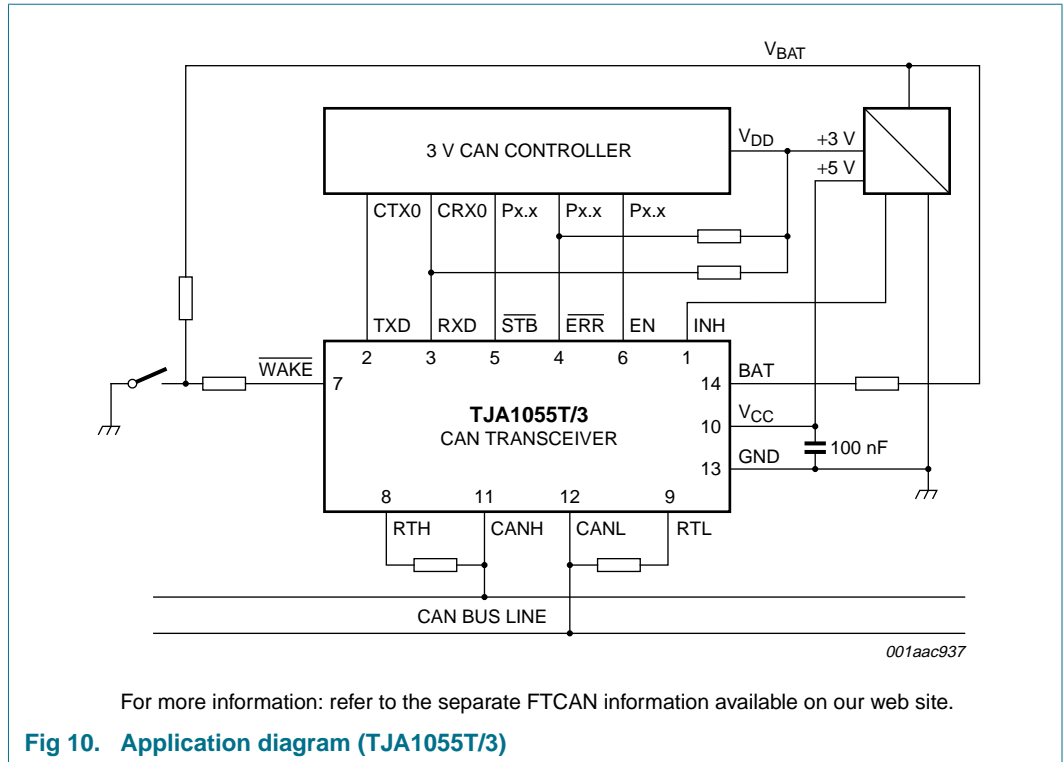 VBAT
3 V CAN CONTROLLER
VDD
+3 V
+5 V
CTX0 CRX0 Px.x Px.x Px.x
TXD RXD STB ERR EN INH
2 3 5 4 6 1
WAKE
7
BAT
14
TJA1055T/3
CAN TRANSCEIVER
VCC
10
100 nF
GND
13
8 11 12 9
RTH CANH CANL RTL
CAN BUS LINE
001aac937
For more information: refer to the separate FTCAN information available on our web site.
Fig 10. Application diagram (TJA1055T/3)